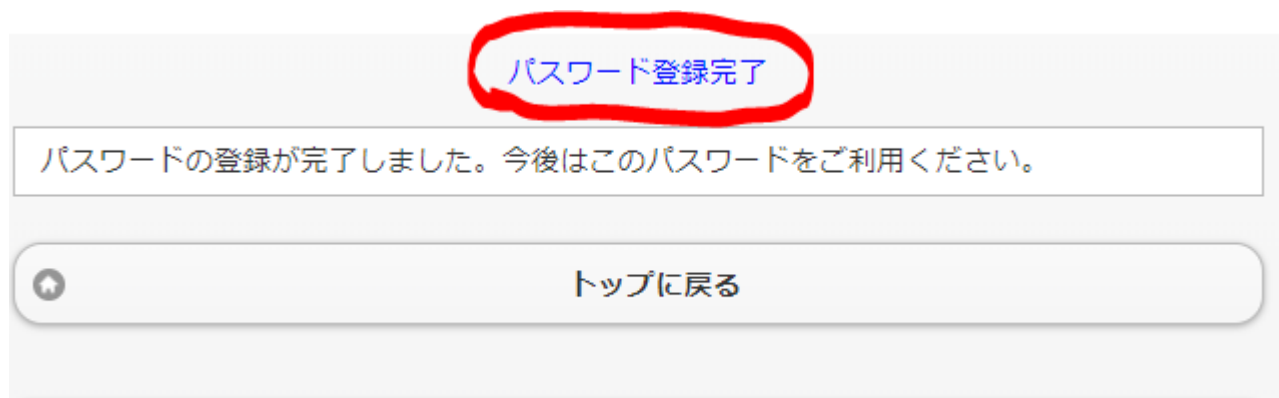 パスワード登録完了
パスワードの登録が完了しました。今後はこのパスワードをご利用ください。
トップに戻る